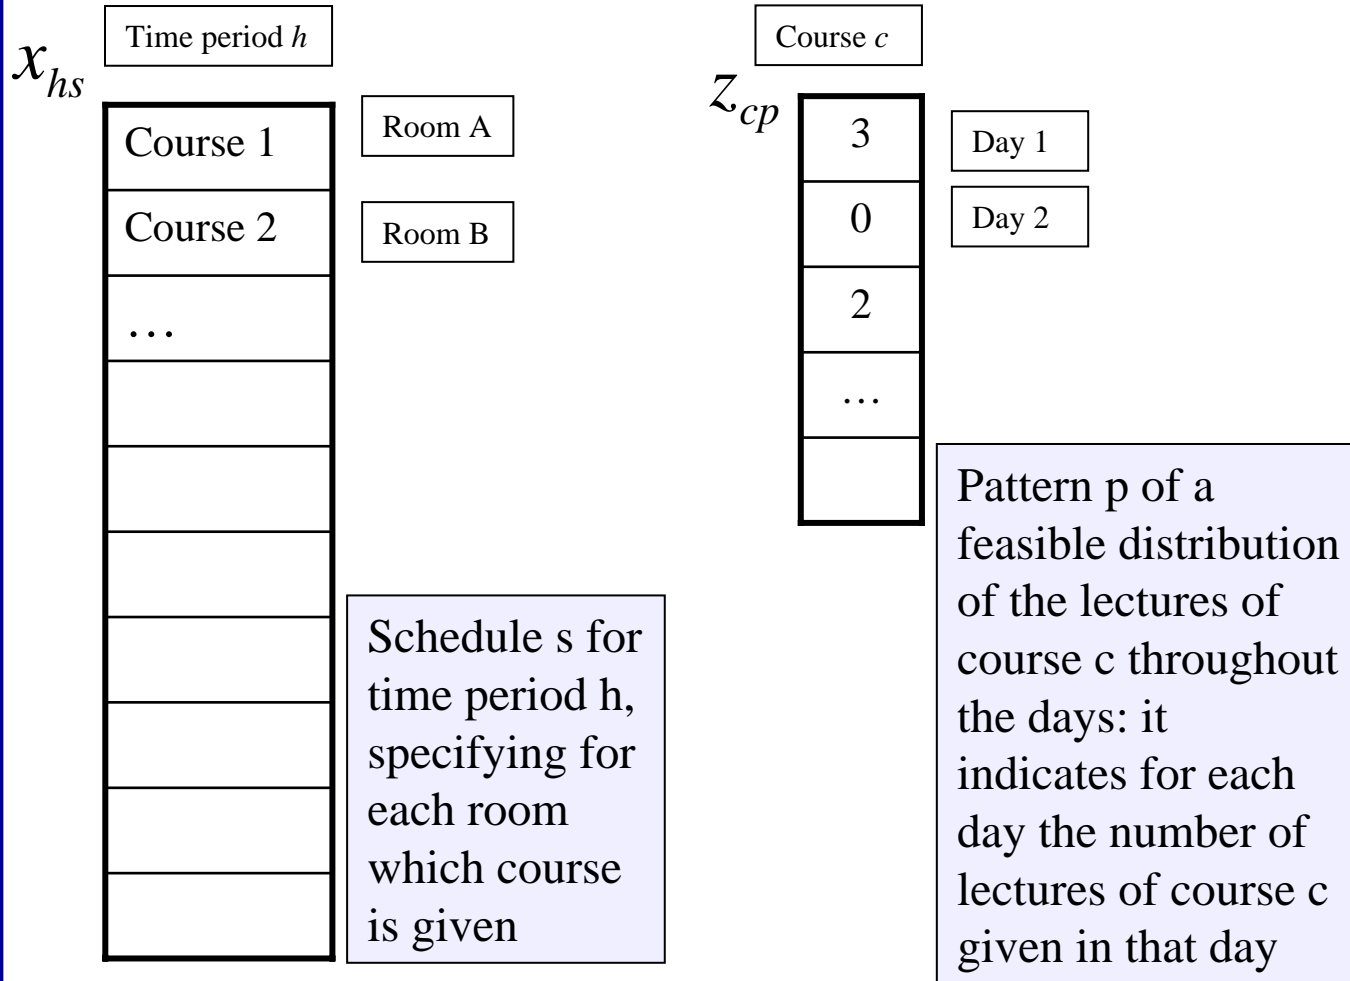 x_hs
Time period h
Course 1
Room A
Course 2
Room B
…
Schedule s for
time period h,
specifying for
each room
which course
is given
Course c
z_cp
3
Day 1
0
Day 2
2
…
Pattern p of a
feasible distribution
of the lectures of
course c throughout
the days: it
indicates for each
day the number of
lectures of course c
given in that day